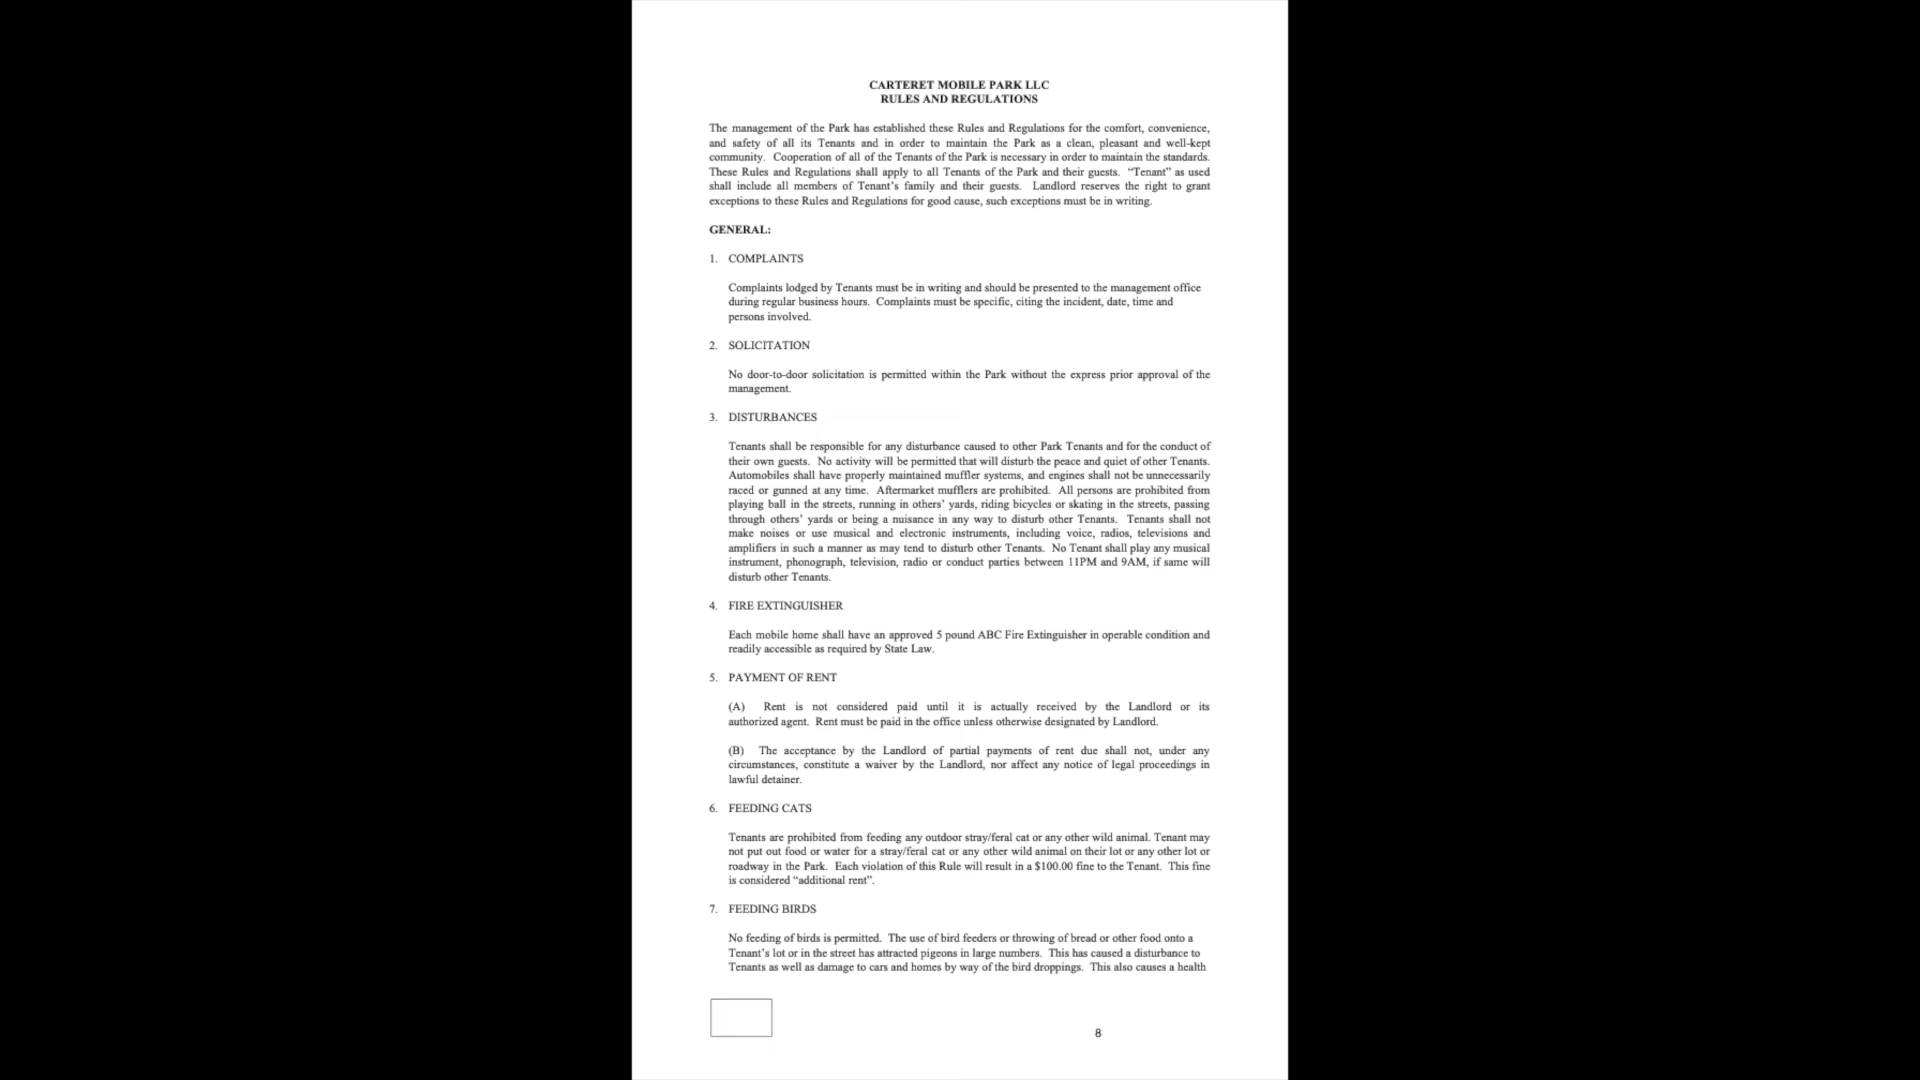 CARTERET MOBILE PARK LLC
RULES AND REGULATIONS
The management of the Park has established these Rules and Regulations for the comfort, convenience,
and safety of all its Tenants and in order to maintain the Park as a clean, pleasant and well-kept
community.  Cooperation of all of the Tenants of the Park is necessary in order to maintain the standards.
These Rules and Regulations shall apply to all Tenants of the Park and their guests.  “Tenant” as used
shall include all members of Tenant’s family and their guests.  Landlord reserves the right to grant
exceptions to these Rules and Regulations for good cause, such exceptions must be in writing.
GENERAL:
1. COMPLAINTS
Complaints lodged by Tenants must be in writing and should be presented to the management office
during regular business hours.  Complaints must be specific, citing the incident, date, time and
persons involved.
2. SOLICITATION
No door-to-door solicitation is permitted within the Park without the express prior approval of the
management.
3. DISTURBANCES
Tenants shall be responsible for any disturbance caused to other Park Tenants and for the conduct of
their own guests.  No activity will be permitted that will disturb the peace and quiet of other Tenants.
Automobiles shall have properly maintained muffler systems, and engines shall not be unnecessarily
raced or gunned at any time.  Aftermarket mufflers are prohibited.  All persons are prohibited from
playing ball in the streets, running in others’ yards, riding bicycles or skating in the streets, passing
through others’ yards or being a nuisance in any way to disturb other Tenants.  Tenants shall not
make noises or use musical and electronic instruments, including voice, radios, televisions and
amplifiers in such a manner as may tend to disturb other Tenants.  No Tenant shall play any musical
instrument, phonograph, television, radio or conduct parties between 11PM and 9AM, if same will
disturb other Tenants.
4. FIRE EXTINGUISHER
Each mobile home shall have an approved 5 pound ABC Fire Extinguisher in operable condition and
readily accessible as required by State Law.
5. PAYMENT OF RENT
(A) Rent is not considered paid until it is actually received by the Landlord or its
authorized agent.  Rent must be paid in the office unless otherwise designated by Landlord.
(B) The acceptance by the Landlord of partial payments of rent due shall not, under any
circumstances, constitute a waiver by the Landlord, nor affect any notice of legal proceedings in
lawful detainer.
6. FEEDING CATS
Tenants are prohibited from feeding any outdoor stray/feral cat or any other wild animal. Tenant may
not put out food or water for a stray/feral cat or any other wild animal on their lot or any other lot or
roadway in the Park.  Each violation of this Rule will result in a $100.00 fine to the Tenant.  This fine
is considered “additional rent”.
7. FEEDING BIRDS
No feeding of birds is permitted.  The use of bird feeders or throwing of bread or other food onto a
Tenant’s lot or in the street has attracted pigeons in large numbers.  This has caused a disturbance to
Tenants as well as damage to cars and homes by way of the bird droppings.  This also causes a health
8